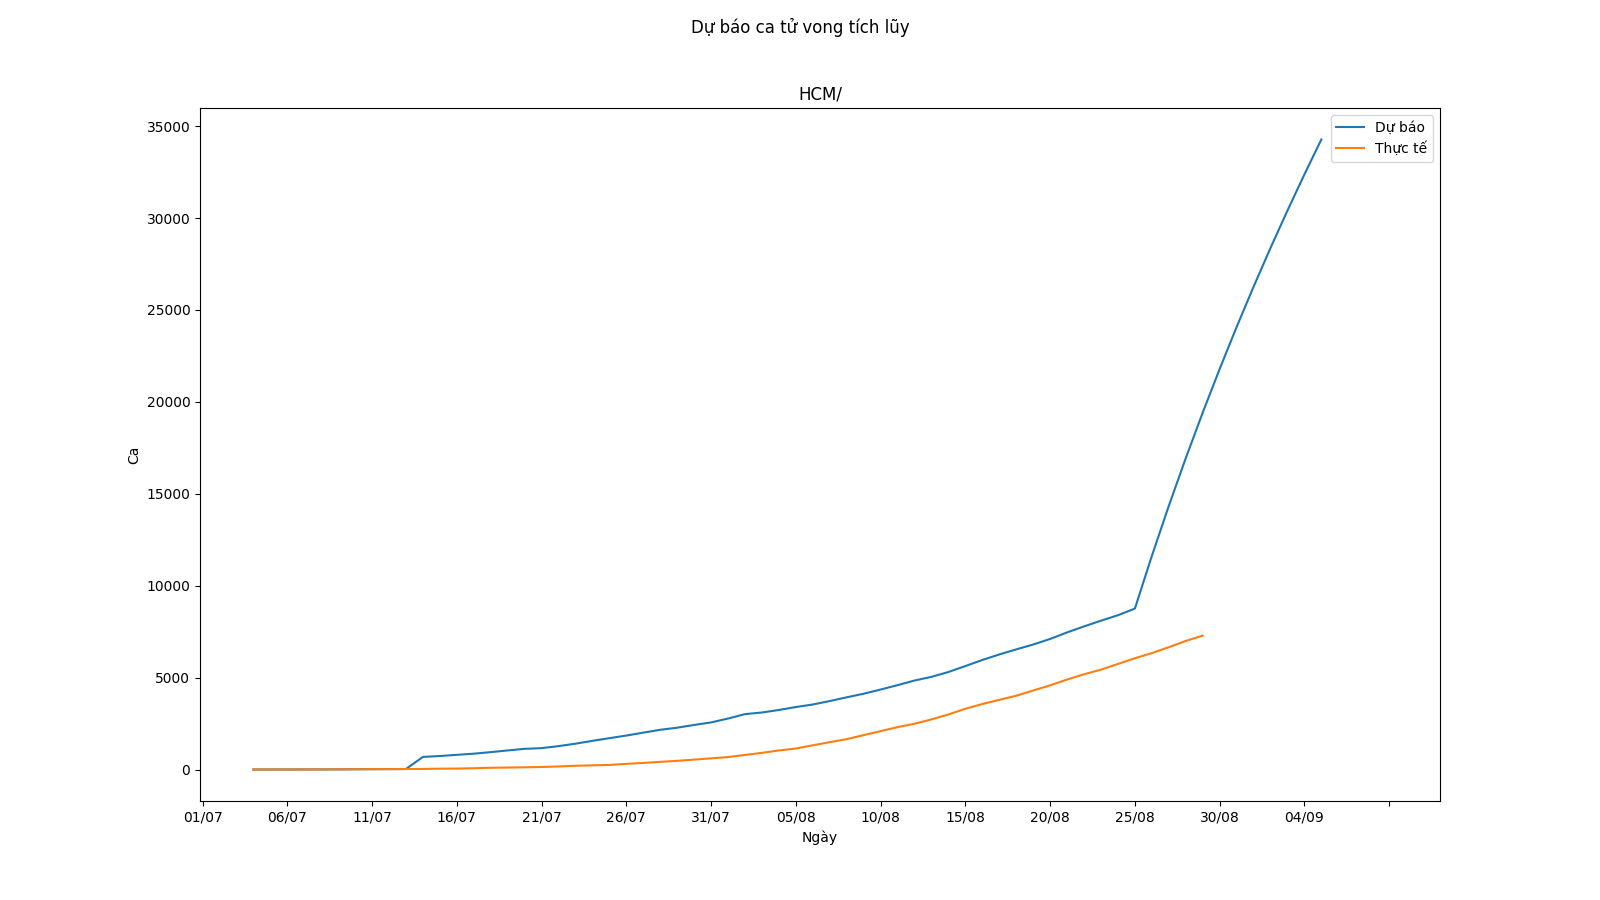 Dự báo ca tử vong tích lũy
HCM/
Dự báo
Thực tế
35000
30000
25000
20000
15000
10000
5000
0
Ca
01/07 06/07 11/07 16/07 21/07 26/07 31/07 05/08 10/08 15/08 20/08 25/08 30/08 04/09
Ngày